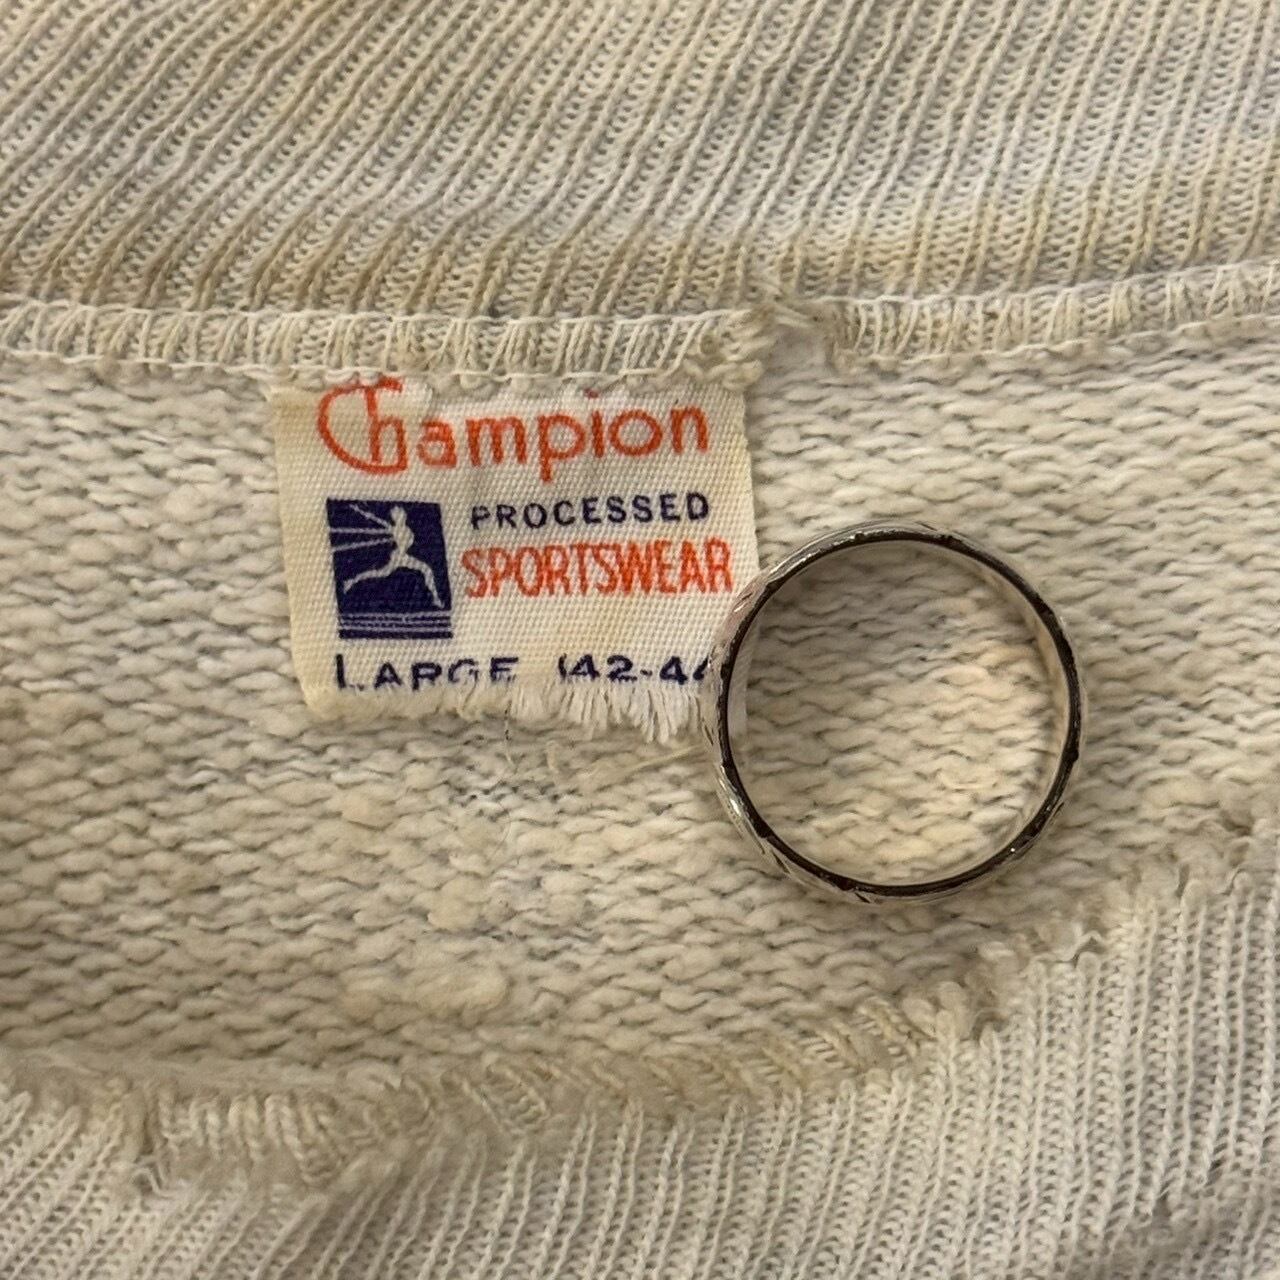 Champion
PROCESSED
SPORTSWEAR
LARGE (42-44